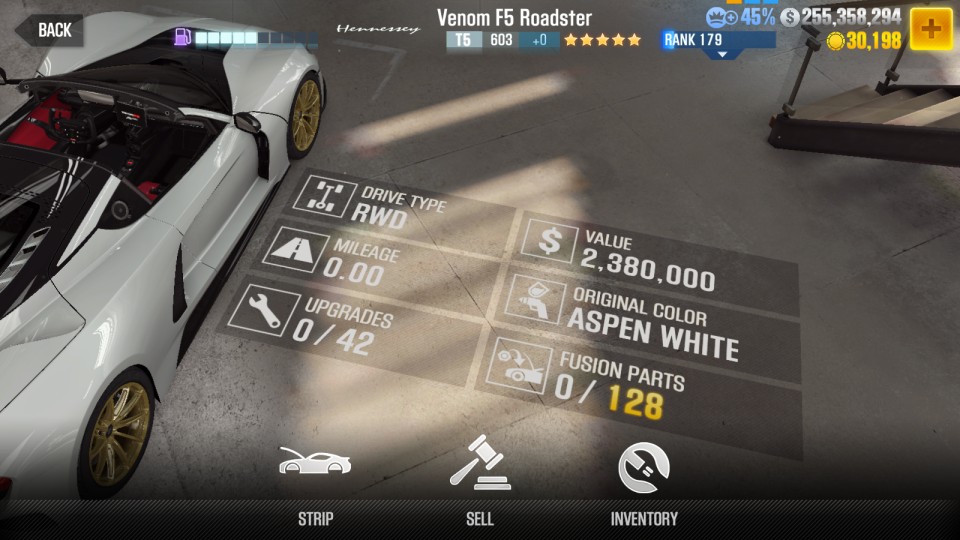 BACK
Hennessey
Venom F5 Roadster
T5 603 +0
RANK 179
45%
255,358,294
30,198
DRIVE TYPE
RWD
MILEAGE
0.00
UPGRADES
0 / 42
VALUE
2,380,000
ORIGINAL COLOR
ASPEN WHITE
FUSION PARTS
0 / 128
STRIP
SELL
INVENTORY